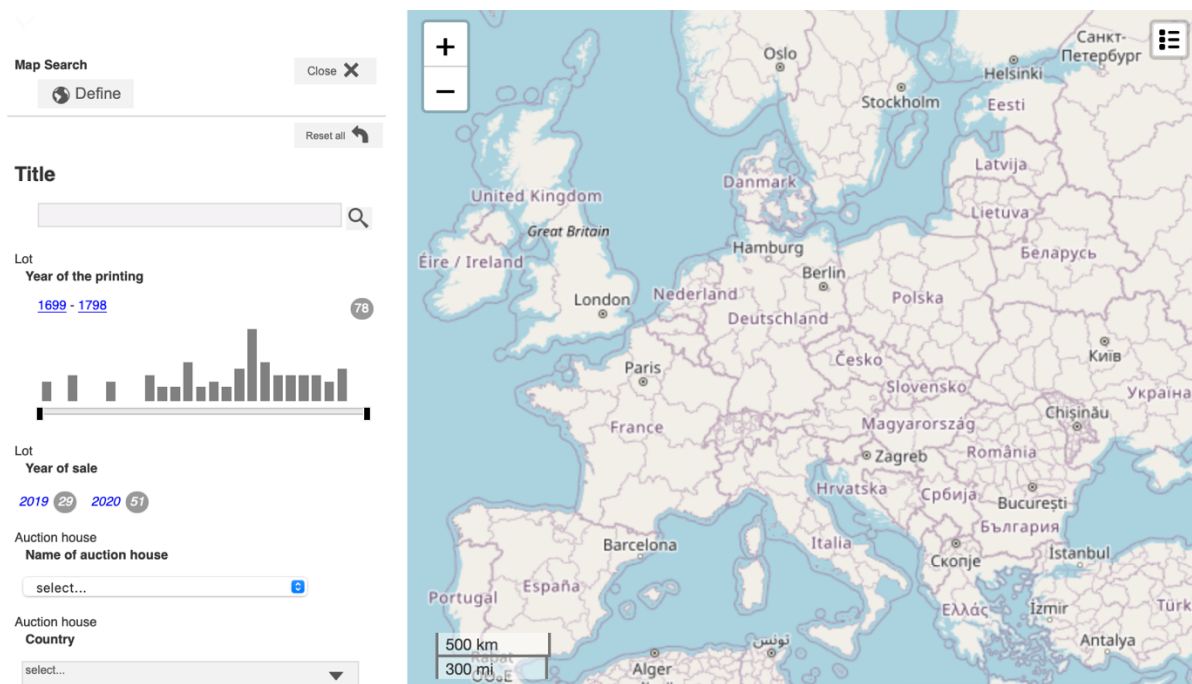 Map Search
Close
Define
Reset all
Title
Lot
Year of the printing
1699 - 1798
78
Lot
Year of sale
2019 29 2020 51
Auction house
Name of auction house
select...
Auction house
Country
select...
+
−
Oslo
Санкт-
Петербург
Helsinki
Stockholm
Eesti
Latvija
Danmark
United Kingdom
Lietuva
Great Britain
Hamburg
Беларусь
Éire / Ireland
Berlin
London
Nederland
Polska
Deutschland
Київ
Česko
Paris
Slovensko
Україна
Chișinău
France
Magyarország
Zagreb
România
Hrvatska
Србија
București
България
Barcelona
Italia
Скопје
İstanbul
España
Portugal
Ελλάς
İzmir
Türk
500 km
تونس
Antalya
Rabat
300 mi
Alger